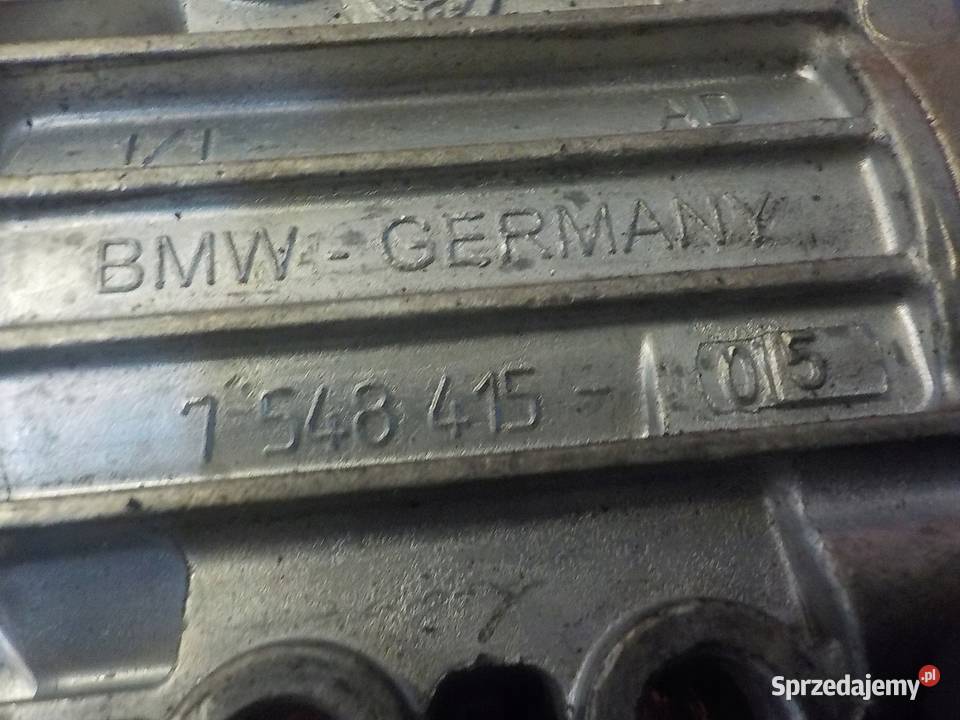 1/1 AD
BMW - GERMANY
7 548 415 - 05
Sprzedajemy.pl